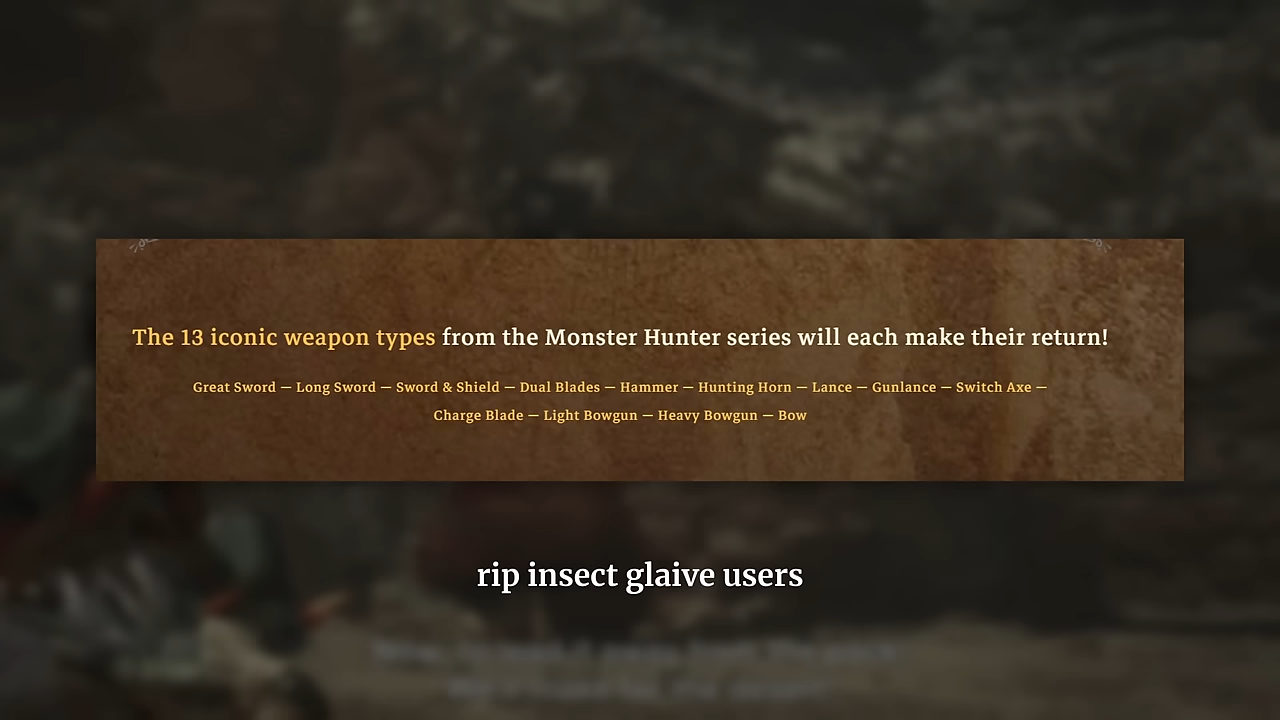 The 13 iconic weapon types from the Monster Hunter series will each make their return!
Great Sword — Long Sword — Sword & Shield — Dual Blades — Hammer — Hunting Horn — Lance — Gunlance — Switch Axe —
Charge Blade — Light Bowgun — Heavy Bowgun — Bow
rip insect glaive users